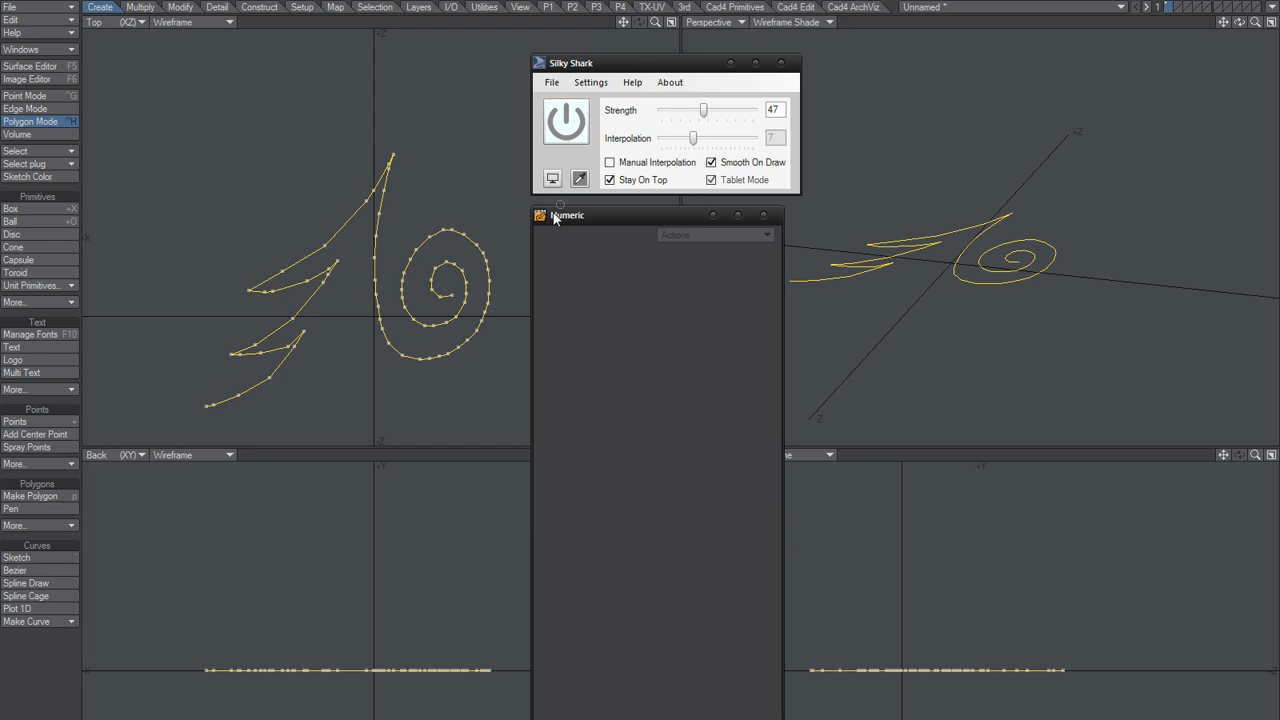 File
Create
Multiply
Modify
Detail
Construct
Setup
Map
Selection
Layers
I/O
Utilities
View
P1
P2
P3
P4
TX-UV
3rd
Cad4 Primitives
Cad4 Edit
Cad4 ArchViz
Unnamed *
1
Edit
Help
Windows
Surface Editor F5
Image Editor F6
Point Mode ^G
Edge Mode
Polygon Mode ^H
Volume
Select
Select plug
Sketch Color
Primitives
Box +X
Ball +O
Disc
Cone
Capsule
Toroid
Unit Primitives...
More...
Text
Manage Fonts F10
Text
Logo
Multi Text
More...
Points
Points +
Add Center Point
Spray Points
More...
Polygons
Make Polygon p
Pen
More...
Curves
Sketch '
Bezier
Spline Draw
Spline Cage
Plot 1D
Make Curve
Top (XZ) Wireframe
+Z
X
-Z
Perspective Wireframe Shade
+Z
-Z
Back (XY) Wireframe
+Y
X
+Y
Silky Shark
File Settings Help About
Strength 47
Interpolation 7
Manual Interpolation Smooth On Draw
Stay On Top Tablet Mode
Numeric
Actions